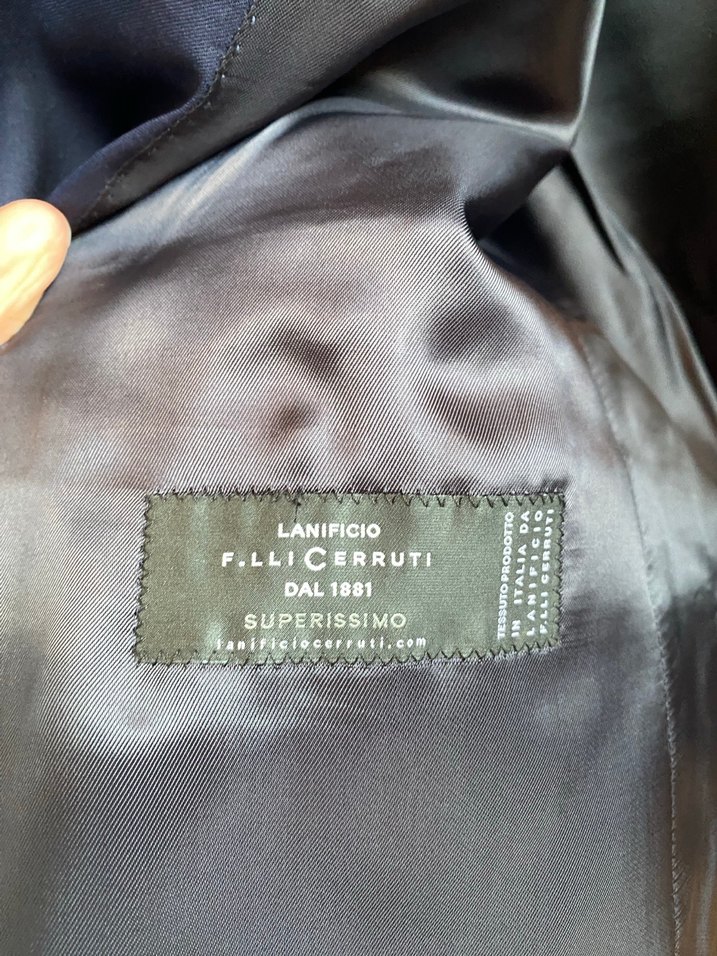 LANIFICIO
F.LLI CERRUTI
DAL 1881
SUPERISSIMO
lanificiocerruti.com
TESSUTO PRODOTTO
IN ITALIA DA
LANIFICIO
F.LLI CERRUTI